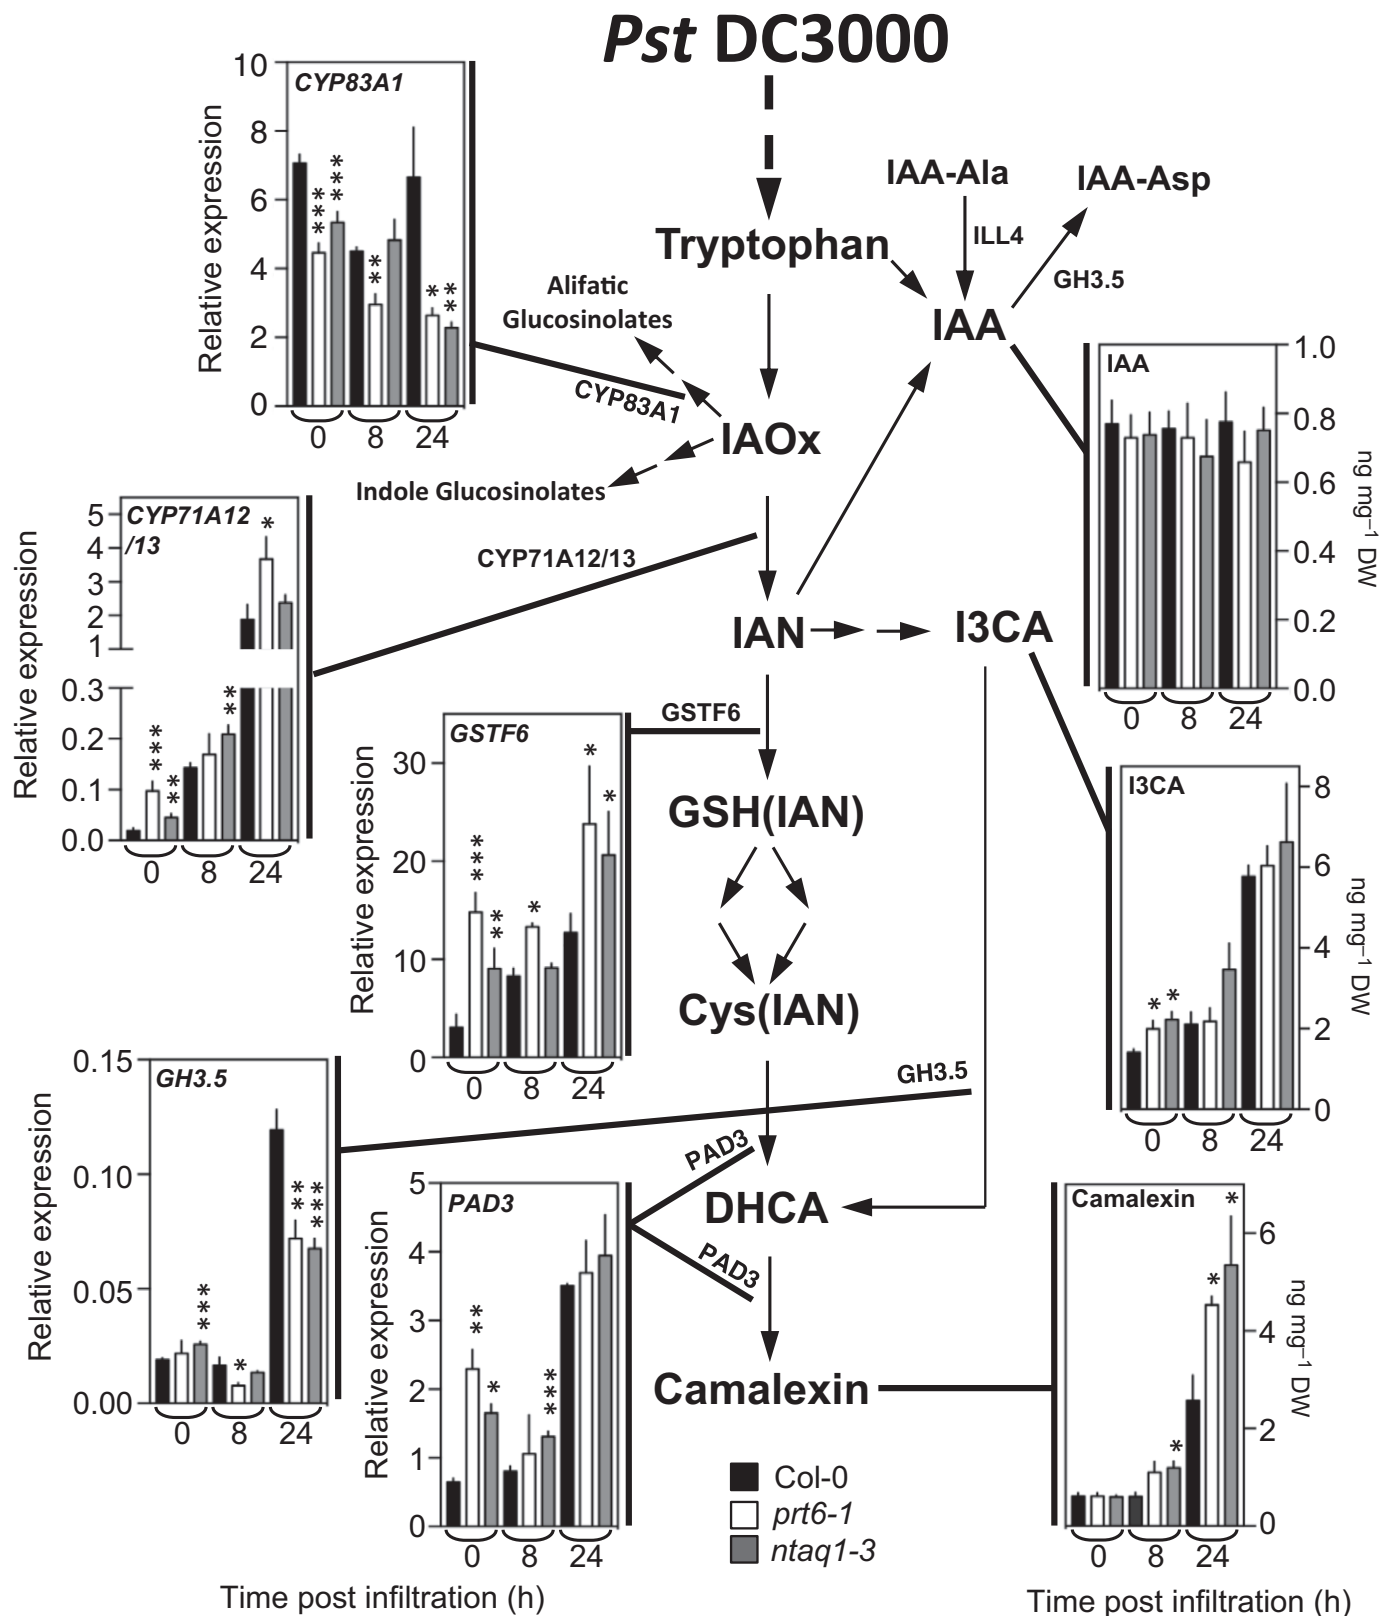 Pst DC3000
10
8
6
4
2
0
Relative expression
CYP83A1
***
***
**
*
**
0 8 24
IAA-Ala
IAA-Asp
ILL4
GH3.5
Tryptophan
IAA
Alifatic
Glucosinolates
CYP83A1
IAOx
Indole Glucosinolates
IAA
1.0
0.8
0.6
0.4
0.2
0.0
ng mg–1 DW
0 8 24
CYP71A12
/13
5
4
3
2
1
0.3
0.2
0.1
0.0
Relative expression
***
**
**
*
0 8 24
CYP71A12/13
IAN
I3CA
GSTF6
GSTF6
30
20
10
0
Relative expression
***
**
*
*
*
0 8 24
GSH(IAN)
Cys(IAN)
I3CA
8
6
4
2
0
ng mg–1 DW
*
*
0 8 24
GH3.5
0.15
0.10
0.05
0.00
Relative expression
***
*
**
***
0 8 24
GH3.5
PAD3
DHCA
PAD3
PAD3
5
4
3
2
1
0
Relative expression
**
*
***
0 8 24
Camalexin
Camalexin
6
4
2
0
ng mg–1 DW
*
*
*
0 8 24
Col-0
prt6-1
ntaq1-3
Time post infiltration (h)
Time post infiltration (h)